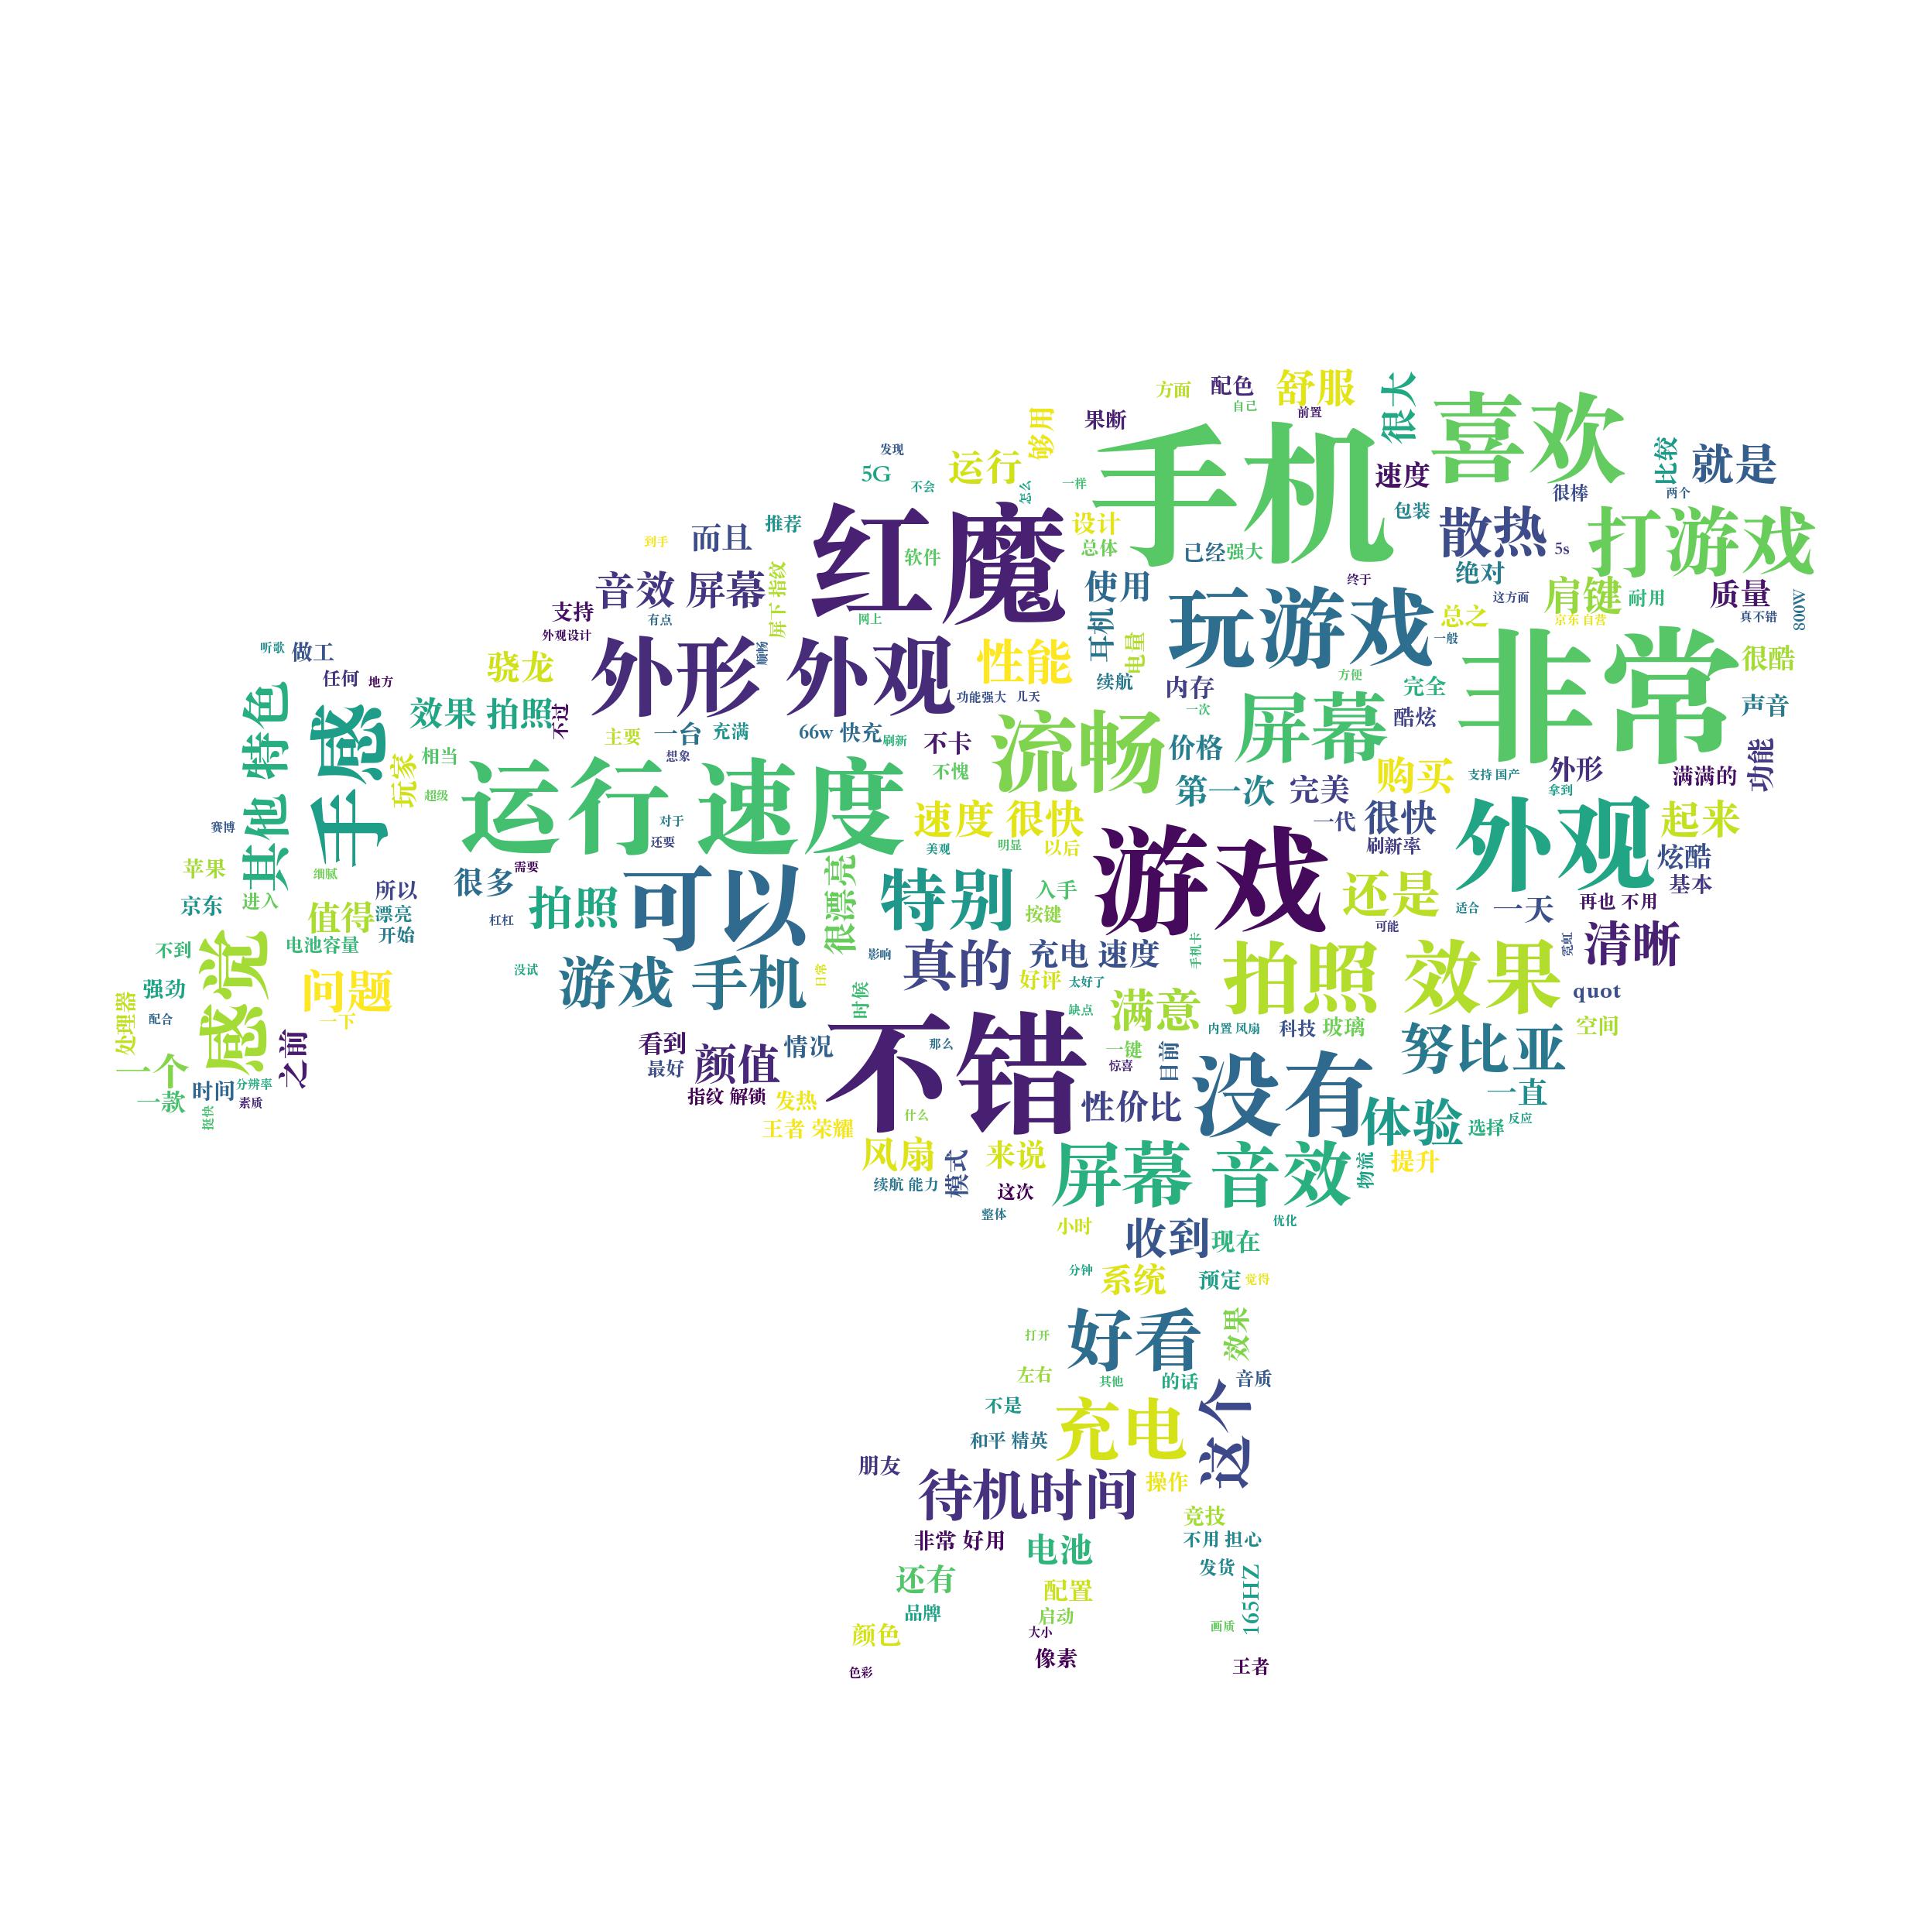 方面
配色
舒服
很大
喜欢
自己
前置
果断
够用
手机
速度
很棒
比较
就是
两个
发现
5G
不会
运行
怎么
一样
包装
散热
5s
打游戏
到手
而且
推荐
红魔
软件
设计
总体
已经
强大
绝对
肩键
耐用
质量
800W
音效 屏幕
屏下 指纹
支持
有点
外观设计
网上
使用
耳机
电量
玩游戏
终于
总之
一般
这方面
京东 自营
真不错
听歌
做工
任何
地方
骁龙
外形 外观
顺畅
性能
续航
内存
方便
完全
非常
很酷
其他 特色
手感
效果 拍照
不过
功能强大
几天
一次
屏幕
酷炫
声音
主要
一台
充满
66w 快充
刷新
不卡
流畅
价格
外形
功能
玩家
相当
想象
不愧
第一次
完美
购买
支持 国产
拿到
满满的
超级
运行 速度
对于
还要
速度 很快
美观
明显
以后
游戏
一代
很快
刷新率
外观
起来
炫酷
基本
赛博
苹果
细腻
京东
进入
所以
漂亮
值得
开始
很多
需要
拍照
杠杠
可以
很漂亮
特别
入手
按键
还是
适合
一天
再也 不用
可能
不到
感觉
电池容量
没试
游戏 手机
日常
影响
真的
充电 速度
手机卡
拍照 效果
霓虹
清晰
强劲
问题
时候
好评
太好了
满意
quot
处理器
配合
一下
不错
那么
缺点
内置 风扇
科技
玻璃
努比亚
空间
一个
之前
看到
颜值
情况
最好
一键
惊喜
目前
没有
一直
一款
时间
分辨率
素质
挺快
指纹 解锁
发热
王者 荣耀
什么
性价比
体验
选择
反应
风扇
模式
来说
屏幕 音效
物流
提升
续航 能力
这次
整体
小时
收到
现在
优化
分钟
系统
预定
觉得
打开
好看
效果
左右
其他
的话
音质
不是
充电
这个
和平 精英
朋友
待机时间
操作
竞技
非常 好用
电池
不用 担心
还有
配置
发货
165HZ
品牌
启动
画质
颜色
大小
像素
王者
色彩